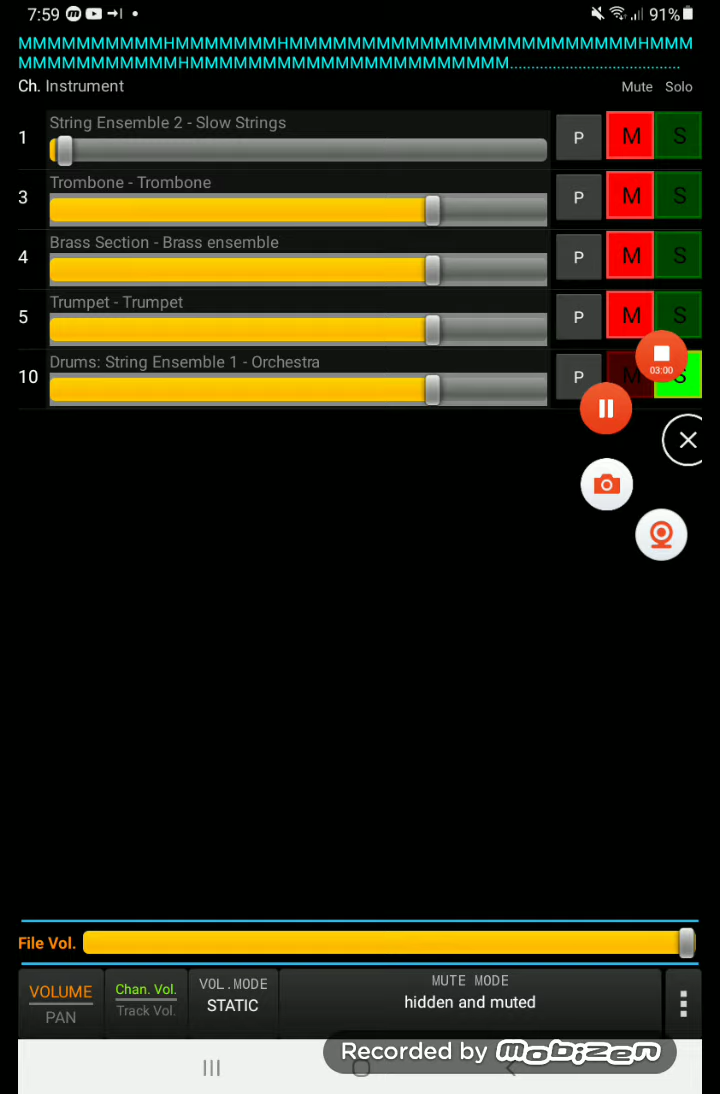 7:59 91%
MMMMMMMMMMHMMMMMMMHMMMMMMMMMMMMMMMMMMMMMMMMHMMM
MMMMMMMMMMMHMMMMMMMMMMMMMMMMMMMMMM........................................
Ch. Instrument Mute Solo
String Ensemble 2 - Slow Strings
1 P M S
Trombone - Trombone
3 P M S
Brass Section - Brass ensemble
4 P M S
Trumpet - Trumpet
5 P M S
Drums: String Ensemble 1 - Orchestra
10 P M S
03:00
File Vol.
VOLUME
PAN
Chan. Vol.
Track Vol.
VOL.MODE
STATIC
MUTE MODE
hidden and muted
Recorded by mobizen